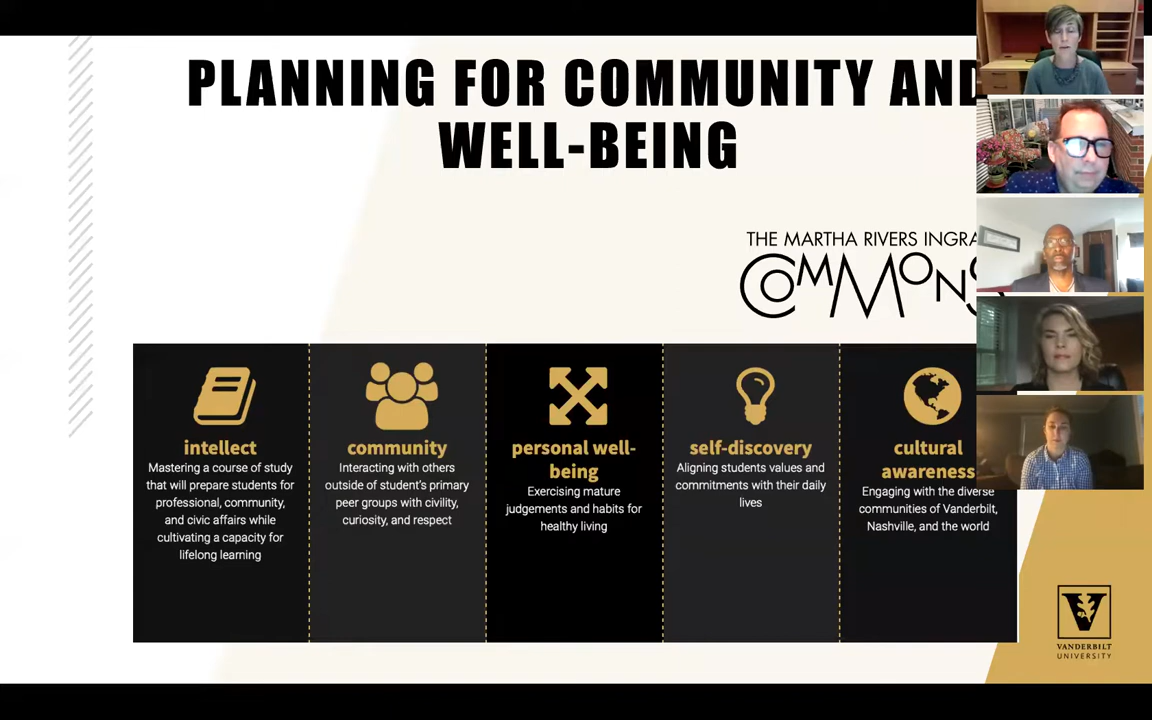 PLANNING FOR COMMUNITY AND
WELL-BEING
THE MARTHA RIVERS INGRA
COMMONS
intellect
Mastering a course of study
that will prepare students for
professional, community,
and civic affairs while
cultivating a capacity for
lifelong learning
community
Interacting with others
outside of student's primary
peer groups with civility,
curiosity, and respect
personal well-
being
Exercising mature
judgements and habits for
healthy living
self-discovery
Aligning students values and
commitments with their daily
lives
cultural
awareness
Engaging with the diverse
communities of Vanderbilt,
Nashville, and the world
V
VANDERBILT
UNIVERSITY